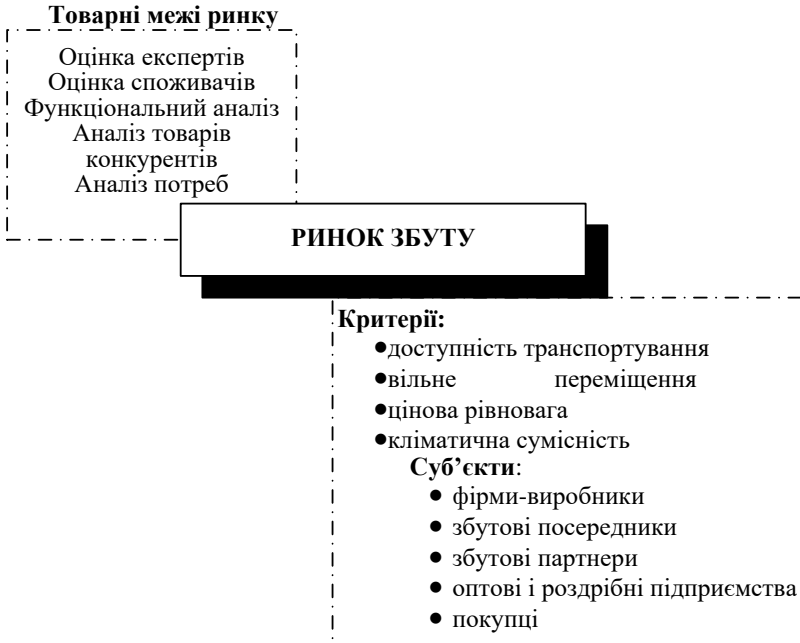 Товарні межі ринку
Оцінка експертів
Оцінка споживачів
Функціональний аналіз
Аналіз товарів
конкурентів
Аналіз потреб
РИНОК ЗБУТУ
Критерії:
●доступність транспортування
●вільне переміщення
●цінова рівновага
●кліматична сумісність
Суб’єкти:
● фірми-виробники
● збутові посередники
● збутові партнери
● оптові і роздрібні підприємства
● покупці